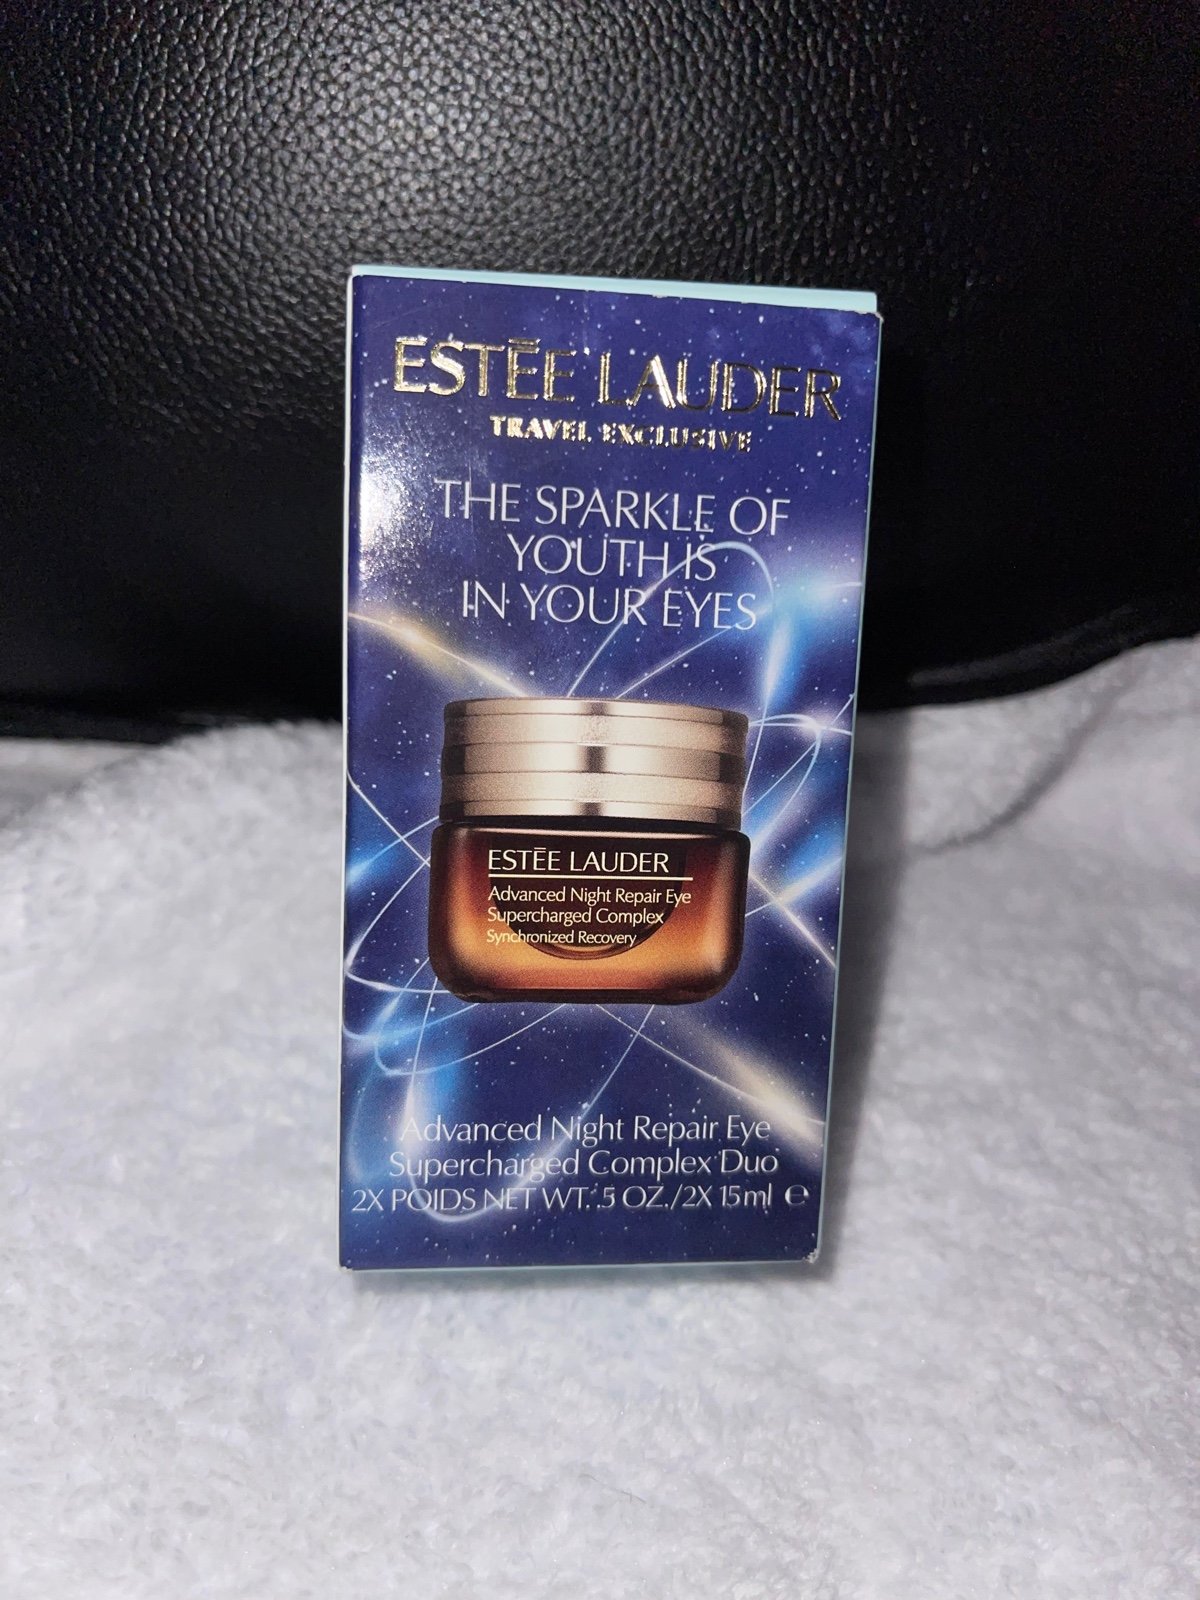 ESTĒE LAUDER
TRAVEL EXCLUSIVE
THE SPARKLE OF
YOUTH IS
IN YOUR EYES
ESTĒE LAUDER
Advanced Night Repair Eye
Supercharged Complex
Synchronized Recovery
Advanced Night Repair Eye
Supercharged Complex Duo
2X POIDS NET WT. .5 OZ./2X 15ml ℮